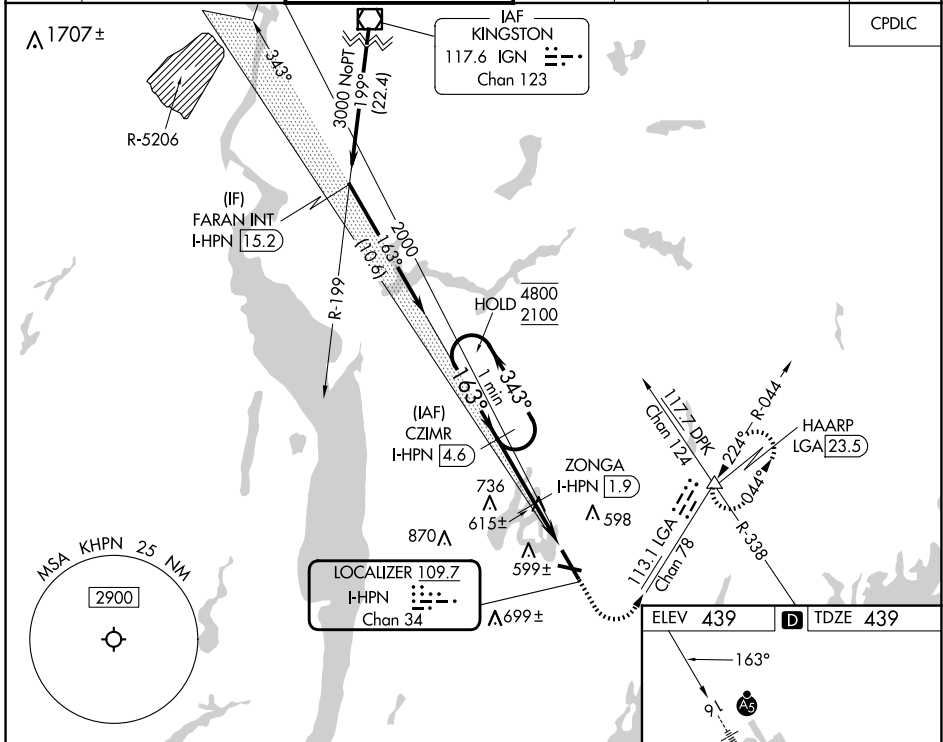 1707±
CPDLC
IAF
KINGSTON
117.6 IGN
Chan 123
343°
3000 NoPT
199°
(22.4)
R-5206
(IF)
FARAN INT
I-HPN 15.2
2000
163°
(10.6)
R-199
HOLD 4800
2100
1 min
163°
343°
(IAF)
CZIMR
I-HPN 4.6
117.7 DPK
Chan 124
224° R-044
044°
HAARP
LGA 23.5
ZONGA
I-HPN 1.9
736
615±
598
870
599±
113.1 LGA
Chan 78
R-338
MSA KHPN 25 NM
2900
LOCALIZER 109.7
I-HPN
Chan 34
699±
ELEV 439
D
TDZE 439
163°
16
A5